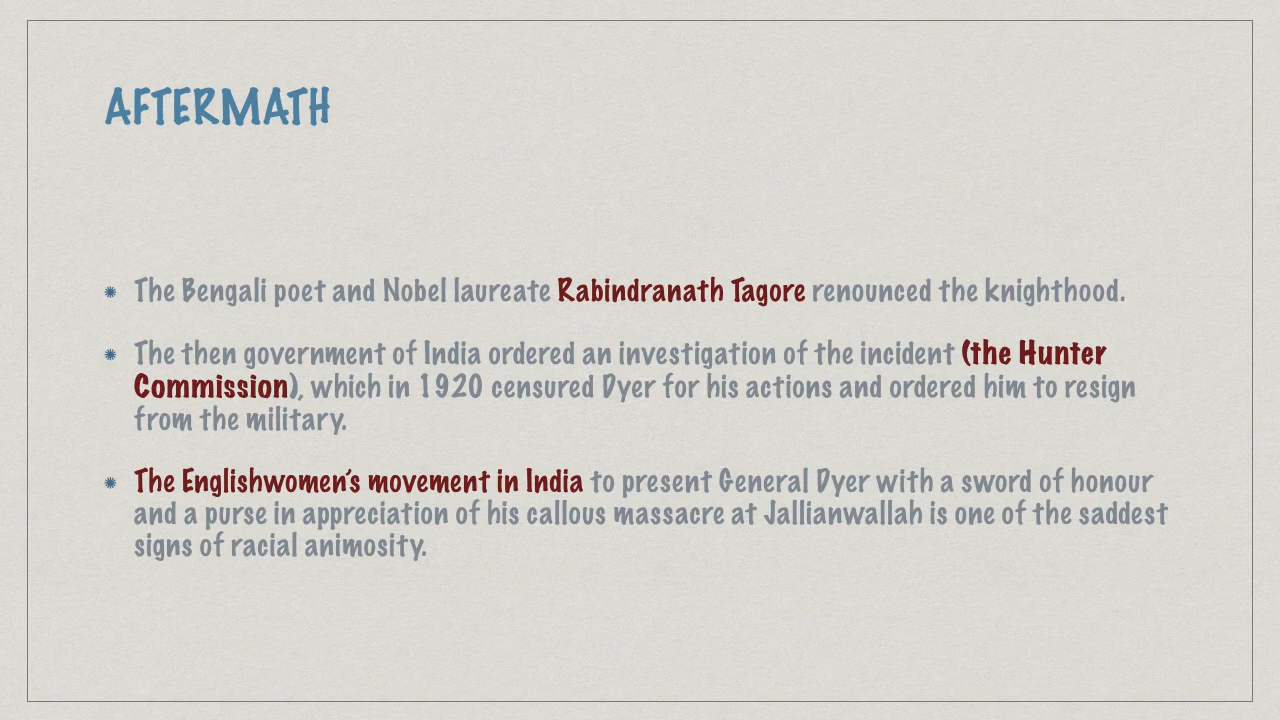 AFTERMATH
The Bengali poet and Nobel laureate Rabindranath Tagore renounced the knighthood.
The then government of India ordered an investigation of the incident (the Hunter
Commission), which in 1920 censured Dyer for his actions and ordered him to resign
from the military.
The Englishwomen's movement in India to present General Dyer with a sword of honour
and a purse in appreciation of his callous massacre at Jallianwallah is one of the saddest
signs of racial animosity.